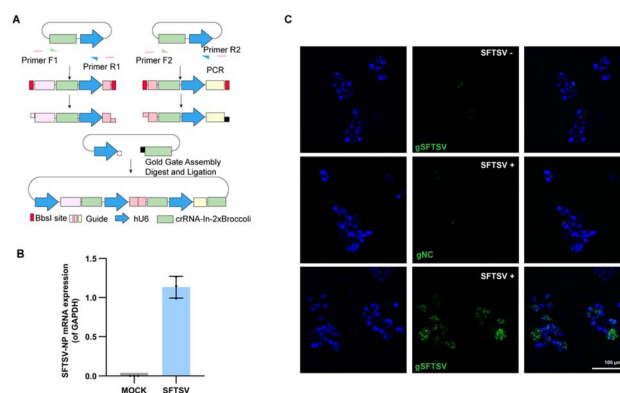 A
Primer F1
Primer R1
Primer F2
Primer R2
PCR
Gold Gate Assembly
Digest and Ligation
BbsI site
Guide
hU6
crRNA-In-2xBroccoli
B
SFTSV-NP mRNA expression
(of GAPDH)
1.5
1.0
0.5
0.0
MOCK
SFTSV
C
SFTSV -
gSFTSV
SFTSV +
gNC
SFTSV +
gSFTSV
100 μm